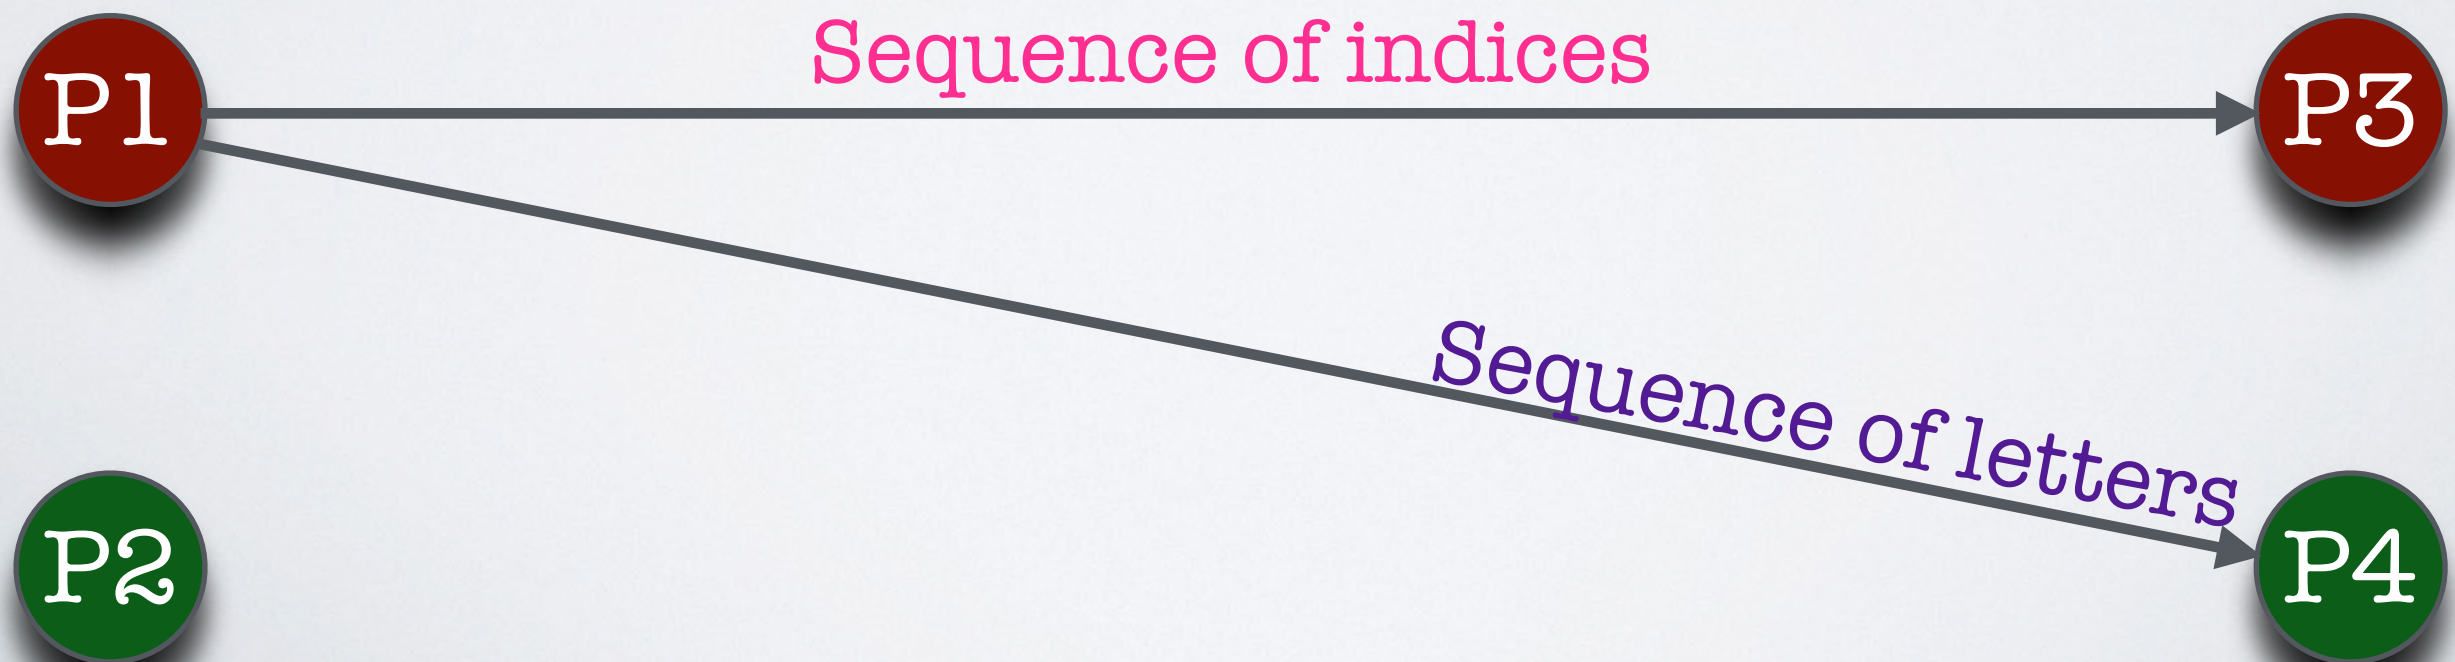 Sequence of indices
P1
P3
Sequence of letters
P2
P4